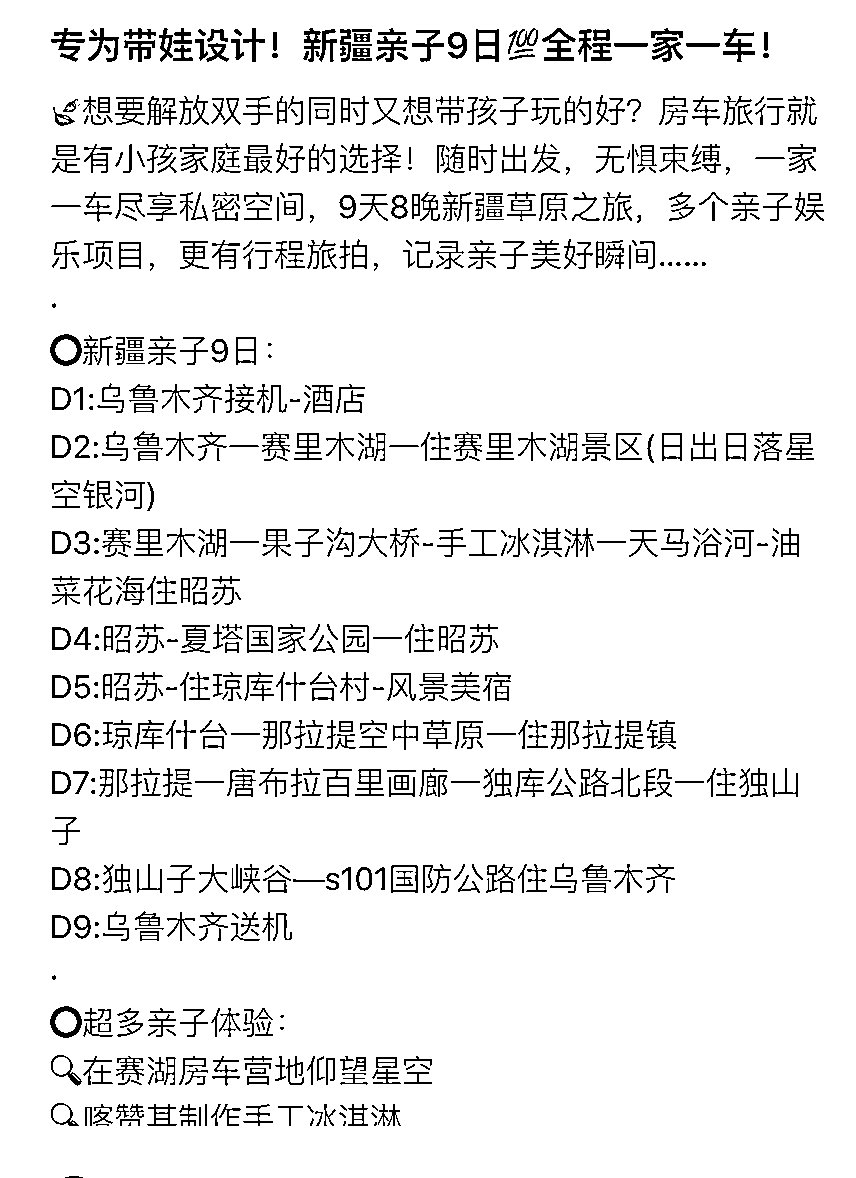 专为带娃设计！新疆亲子9日💯全程一家一车！
🌿想要解放双手的同时又想带孩子玩的好？房车旅行就
是有小孩家庭最好的选择！随时出发，无惧束缚，一家
一车尽享私密空间，9天8晚新疆草原之旅，多个亲子娱
乐项目，更有行程旅拍，记录亲子美好瞬间......
.
⭕新疆亲子9日：
D1:乌鲁木齐接机-酒店
D2:乌鲁木齐一赛里木湖一住赛里木湖景区(日出日落星
空银河)
D3:赛里木湖一果子沟大桥-手工冰淇淋一天马浴河-油
菜花海住昭苏
D4:昭苏-夏塔国家公园一住昭苏
D5:昭苏-住琼库什台村-风景美宿
D6:琼库什台一那拉提空中草原一住那拉提镇
D7:那拉提一唐布拉百里画廊一独库公路北段一住独山
子
D8:独山子大峡谷—s101国防公路住乌鲁木齐
D9:乌鲁木齐送机
.
⭕超多亲子体验：
🔍在赛湖房车营地仰望星空
🔍喀赞其制作手工冰淇淋